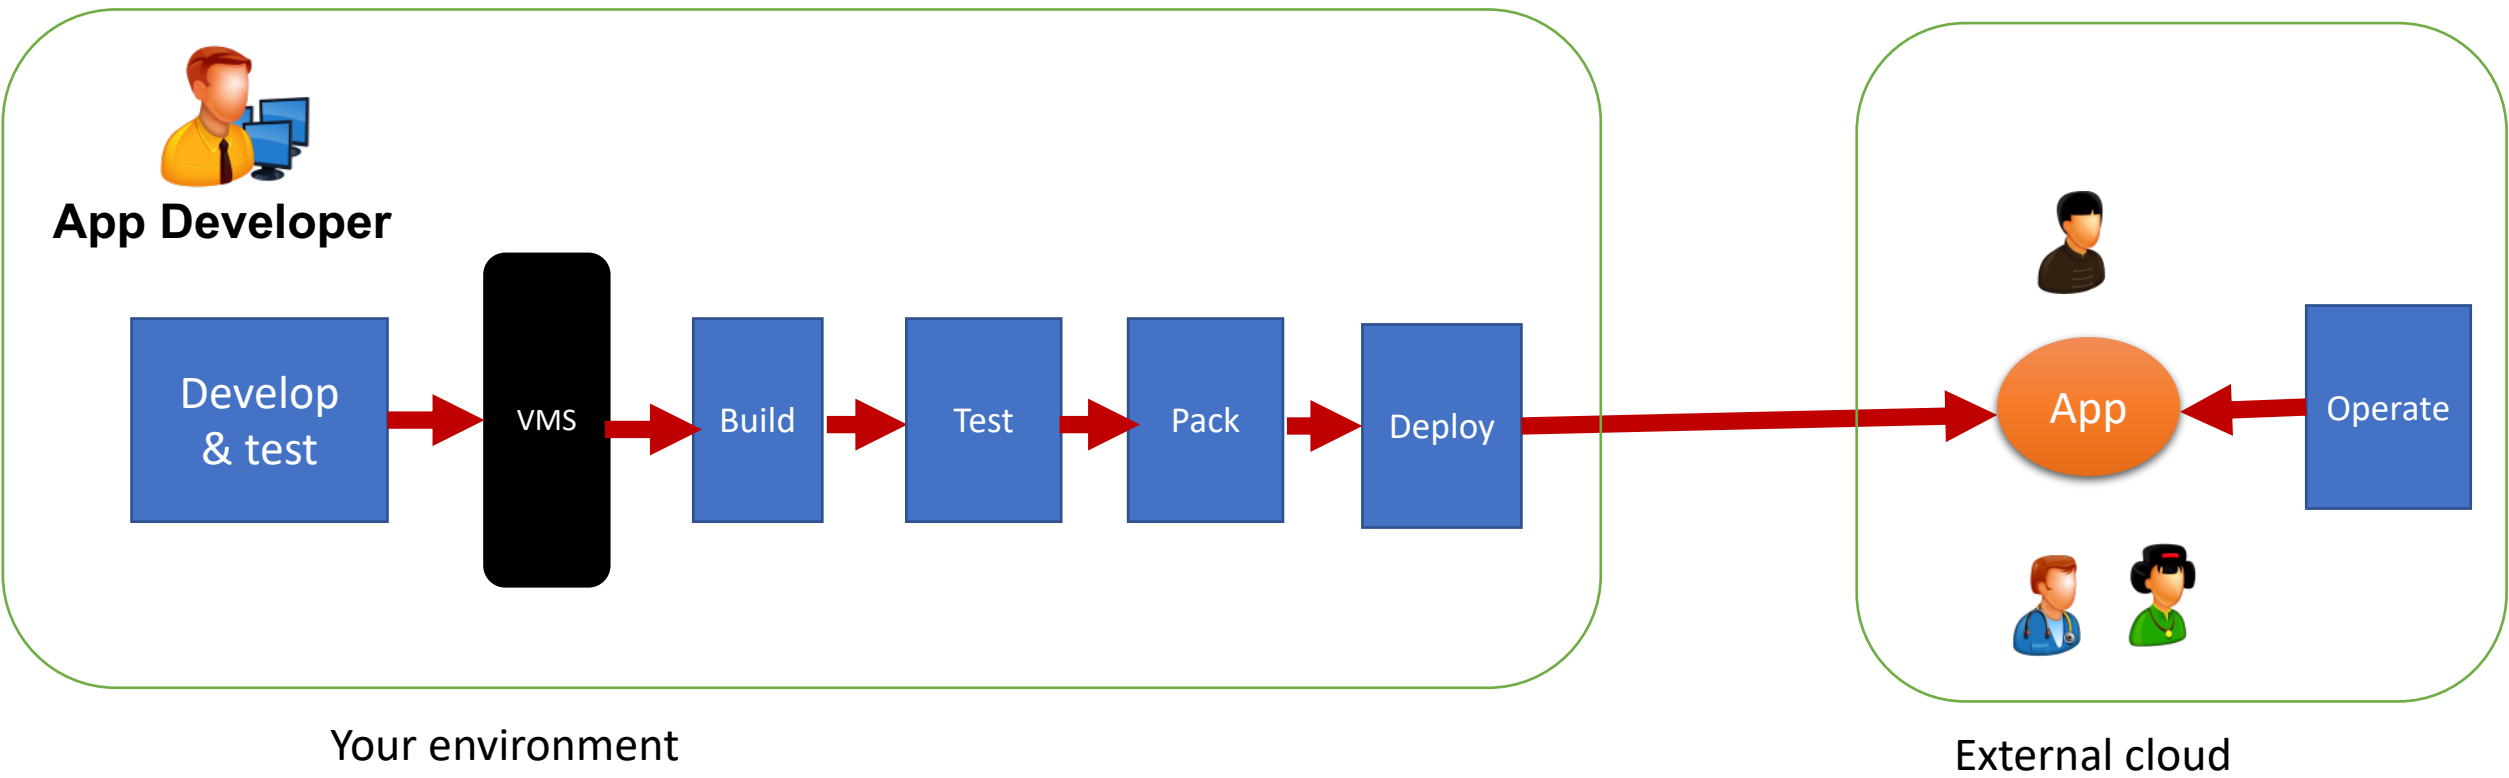 App Developer
Develop
& test
VMS
Build
Test
Pack
Deploy
App
Operate
Your environment
External cloud